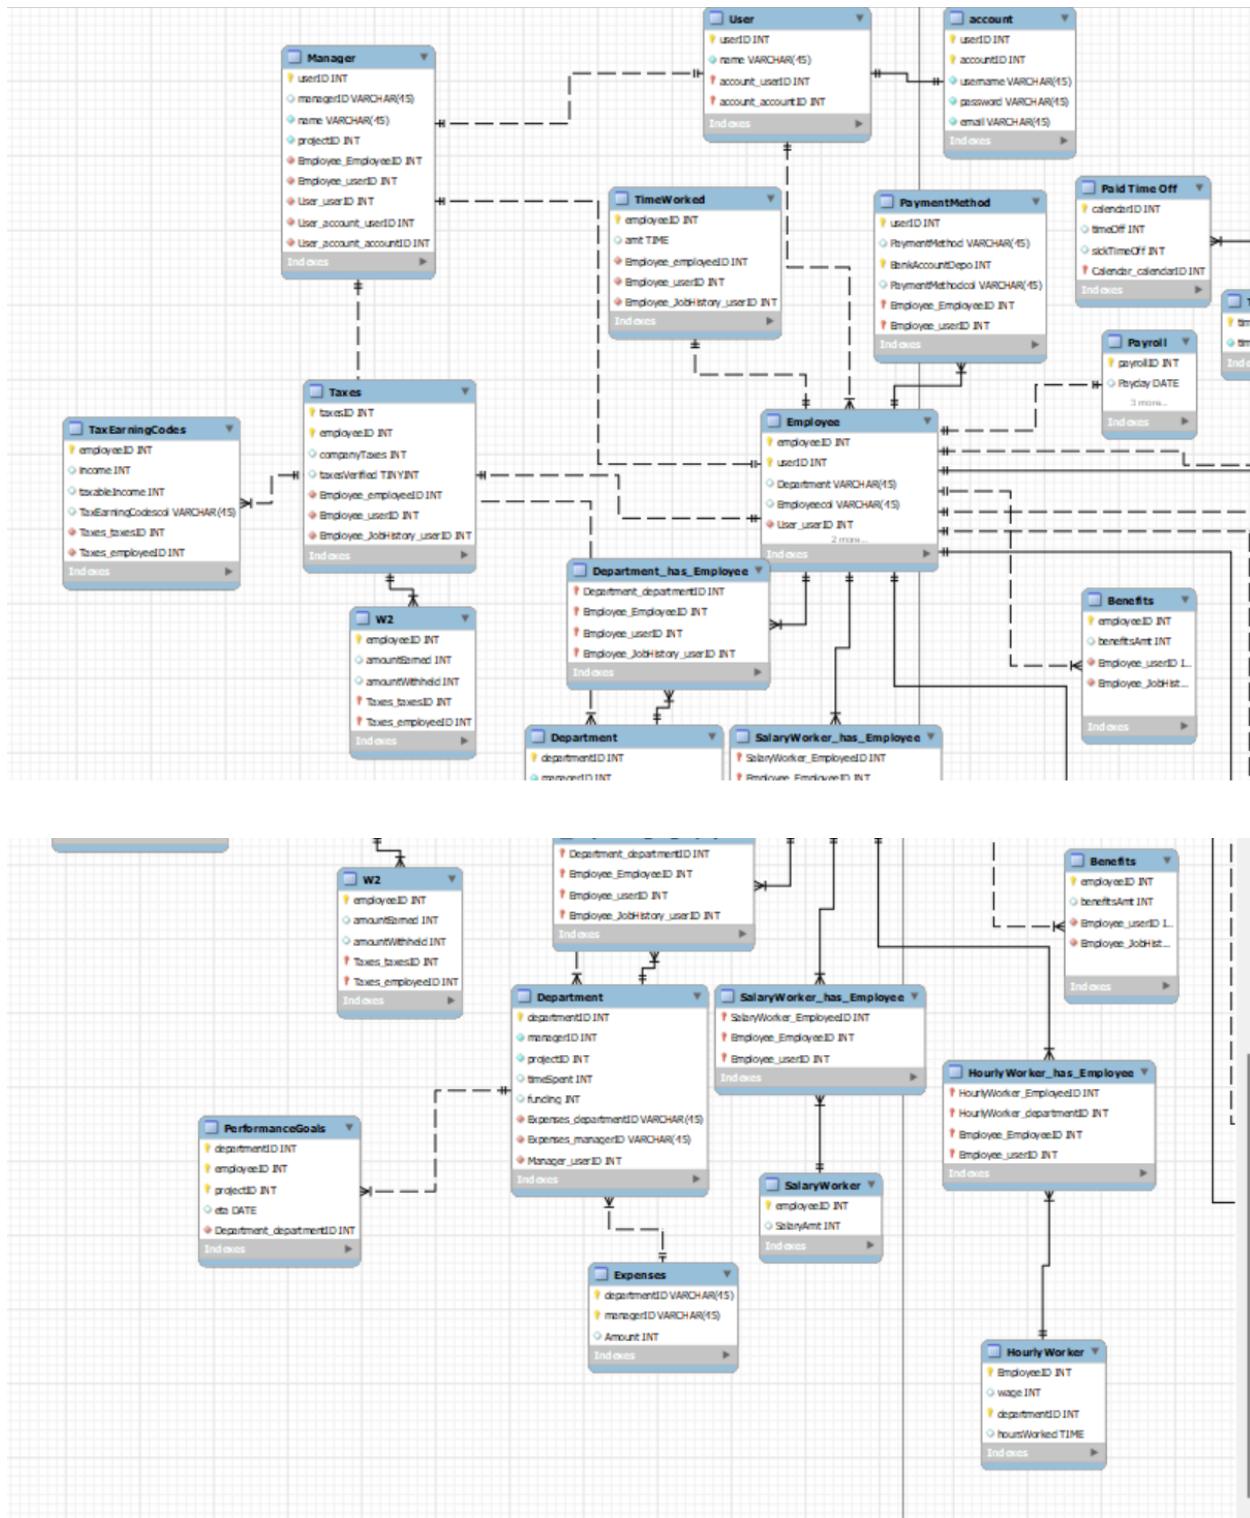 User
userID INT
name VARCHAR(45)
account_userID INT
account_accountID INT
Indexes
account
userID INT
accountID INT
username VARCHAR(45)
password VARCHAR(45)
email VARCHAR(45)
Indexes
Manager
userID INT
managerID VARCHAR(45)
name VARCHAR(45)
projectID INT
Employee_EmployeeID INT
Employee_userID INT
User_userID INT
User_account_userID INT
User_account_accountID INT
Indexes
TimeWorked
employeeID INT
amt TIME
Employee_employeeID INT
Employee_userID INT
Employee_JobHistory_userID INT
Indexes
PaymentMethod
userID INT
PaymentMethod VARCHAR(45)
BankAccountDepo INT
PaymentMethodcol VARCHAR(45)
Employee_EmployeeID INT
Employee_userID INT
Indexes
Paid Time Off
calendarID INT
timeOff INT
sickTimeOff INT
Calendar_calendarID INT
Indexes
T
tim
tim
Ind
Payroll
payrollID INT
Payday DATE
3 more...
Indexes
TaxEarningCodes
employeeID INT
income INT
taxableIncome INT
TaxEarningCodescol VARCHAR(45)
Taxes_taxesID INT
Taxes_employeeID INT
Indexes
Taxes
taxesID INT
employeeID INT
companyTaxes INT
taxesVerified TINYINT
Employee_employeeID INT
Employee_userID INT
Employee_JobHistory_userID INT
Indexes
Employee
employeeID INT
userID INT
Department VARCHAR(45)
Employeecol VARCHAR(45)
User_userID INT
2 more...
Indexes
Department_has_Employee
Department_departmentID INT
Employee_EmployeeID INT
Employee_userID INT
Employee_JobHistory_userID INT
Indexes
W2
employeeID INT
amountEarned INT
amountWithheld INT
Taxes_taxesID INT
Taxes_employeeID INT
Indexes
Benefits
employeeID INT
benefitsAmt INT
Employee_userID I...
Employee_JobHist...
Indexes
Department
departmentID INT
managerID INT
SalaryWorker_has_Employee
SalaryWorker_EmployeeID INT
Employee_EmployeeID INT
W2
employeeID INT
amountEarned INT
amountWithheld INT
Taxes_taxesID INT
Taxes_employeeID INT
Indexes
Department_departmentID INT
Employee_EmployeeID INT
Employee_userID INT
Employee_JobHistory_userID INT
Indexes
Benefits
employeeID INT
benefitsAmt INT
Employee_userID I...
Employee_JobHist...
Indexes
Department
departmentID INT
managerID INT
projectID INT
timeSpent INT
funding INT
Expenses_departmentID VARCHAR(45)
Expenses_managerID VARCHAR(45)
Manager_userID INT
Indexes
SalaryWorker_has_Employee
SalaryWorker_EmployeeID INT
Employee_EmployeeID INT
Employee_userID INT
Indexes
HourlyWorker_has_Employee
HourlyWorker_EmployeeID INT
HourlyWorker_departmentID INT
Employee_EmployeeID INT
Employee_userID INT
Indexes
PerformanceGoals
departmentID INT
employeeID INT
projectID INT
eta DATE
Department_departmentID INT
Indexes
SalaryWorker
employeeID INT
SalaryAmt INT
Indexes
Expenses
departmentID VARCHAR(45)
managerID VARCHAR(45)
Amount INT
Indexes
HourlyWorker
EmployeeID INT
wage INT
departmentID INT
hoursWorked TIME
Indexes